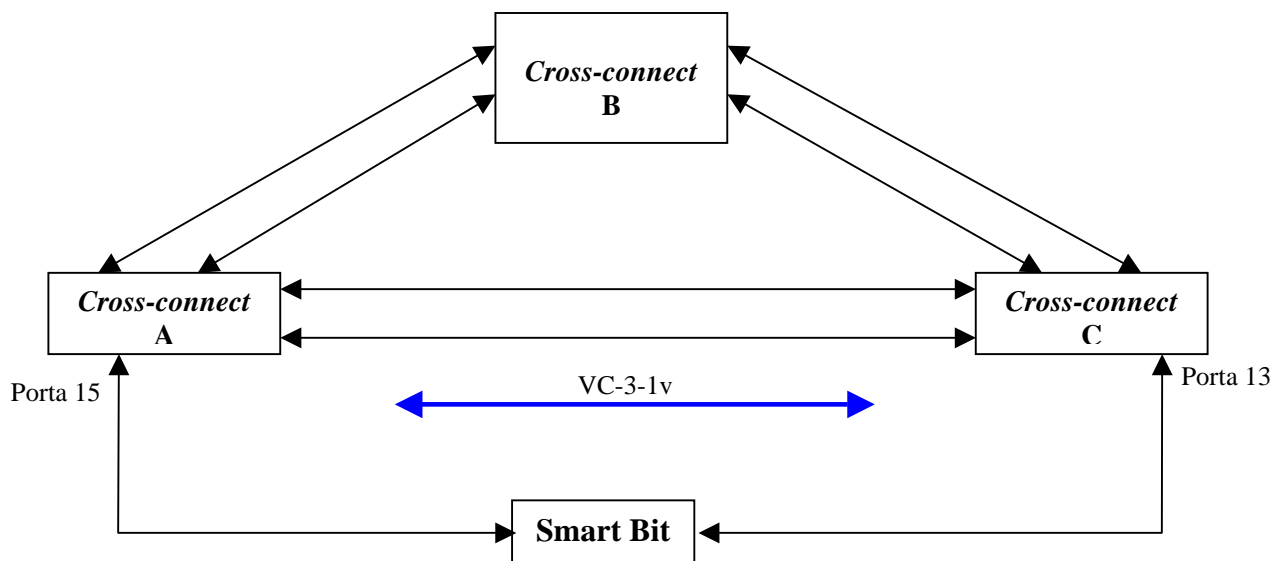 Cross-connect
B
Cross-connect
A
Cross-connect
C
Porta 15
VC-3-1v
Porta 13
Smart Bit